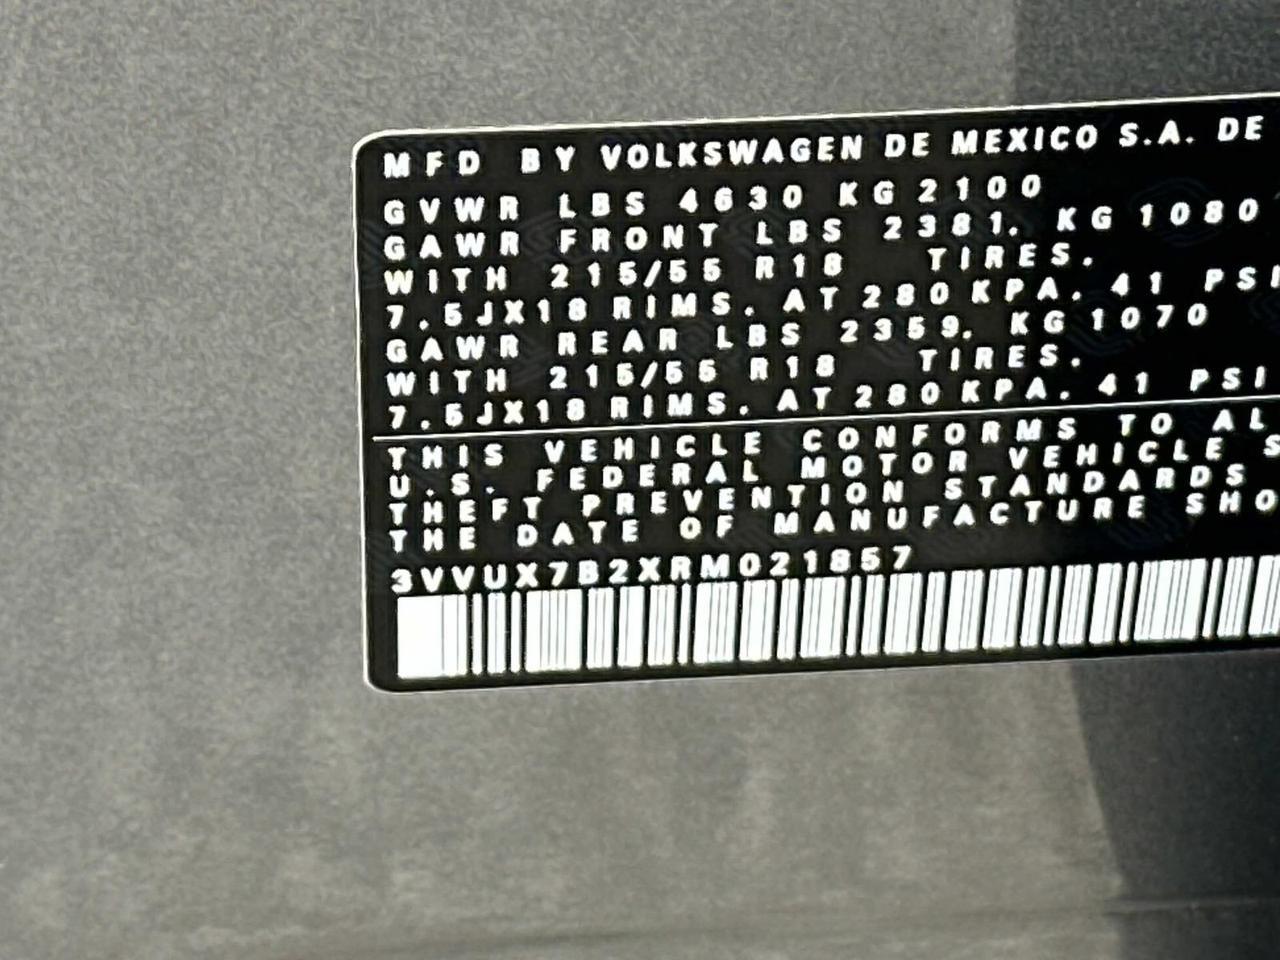 MFD BY VOLKSWAGEN DE MEXICO S.A. DE
GVWR LBS 4630 KG 2100
GAWR FRONT LBS 2381. KG 1080
WITH 215/55 R18 TIRES.
7.5JX18 RIMS. AT 280 KPA. 41 PSI
GAWR REAR LBS 2359. KG 1070
WITH 215/55 R18 TIRES.
7.5JX18 RIMS. AT 280 KPA. 41 PSI
THIS VEHICLE CONFORMS TO AL
U.S. FEDERAL MOTOR VEHICLE S
THEFT PREVENTION STANDARDS
THE DATE OF MANUFACTURE SHO
3VVUX7B2XRM021857